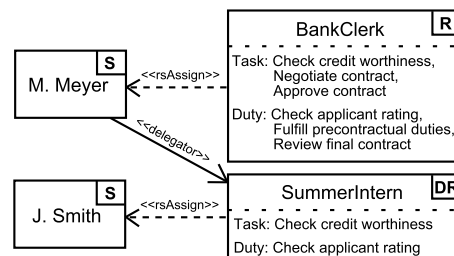 BankClerk
R
Task: Check credit worthiness,
Negotiate contract,
Approve contract
Duty: Check applicant rating,
Fulfill precontractual duties,
Review final contract
S
M. Meyer
<<rsAssign>>
<<delegator>>
SummerIntern
DR
Task: Check credit worthiness
Duty: Check applicant rating
S
J. Smith
<<rsAssign>>